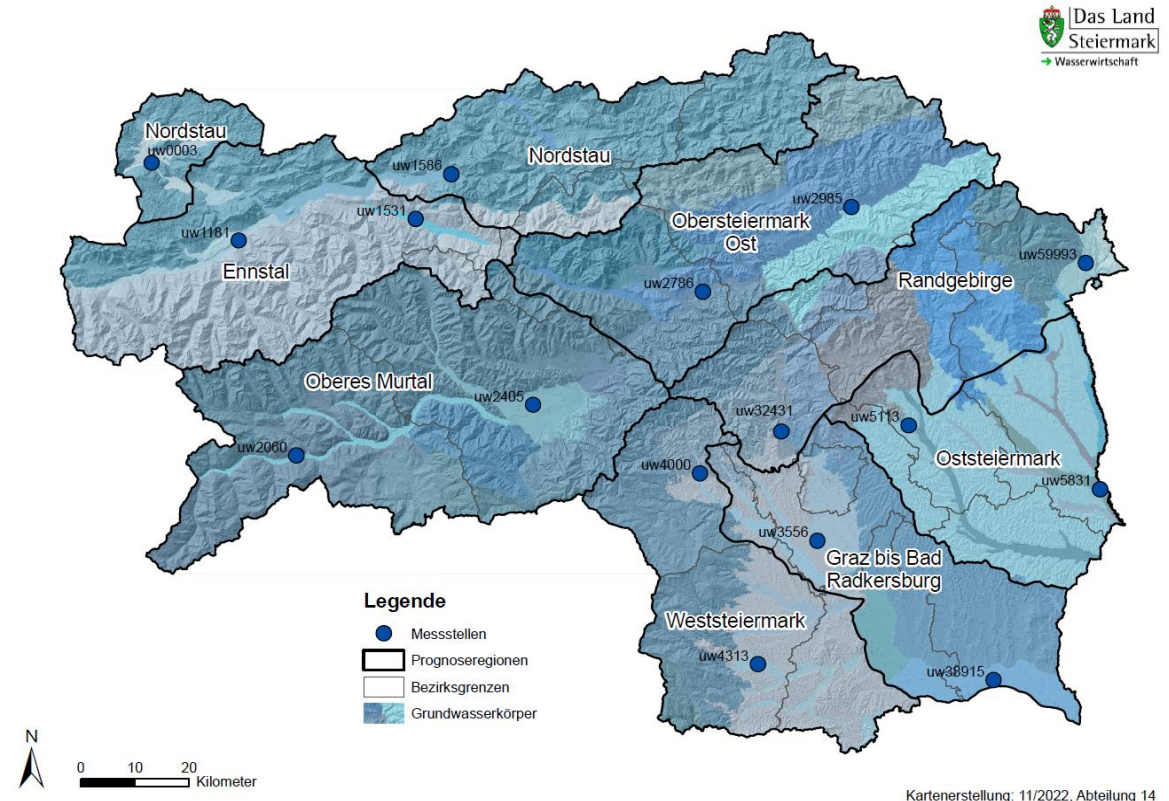 Das Land
Steiermark
→ Wasserwirtschaft
Nordstau
uw0003
uw1586
Nordstau
uw1531
uw1181
Ennstal
uw2985
Obersteiermark
Ost
uw2786
uw59993
Randgebirge
Oberes Murtal
uw2405
uw2060
uw32431
uw5113
Oststeiermark
uw4000
uw5831
uw3556
Graz bis Bad
Radkersburg
Weststeiermark
uw4313
uw38915
Legende
Messstellen
Prognoseregionen
Bezirksgrenzen
Grundwasserkörper
N
0 10 20
Kilometer
Kartenerstellung: 11/2022, Abteilung 14